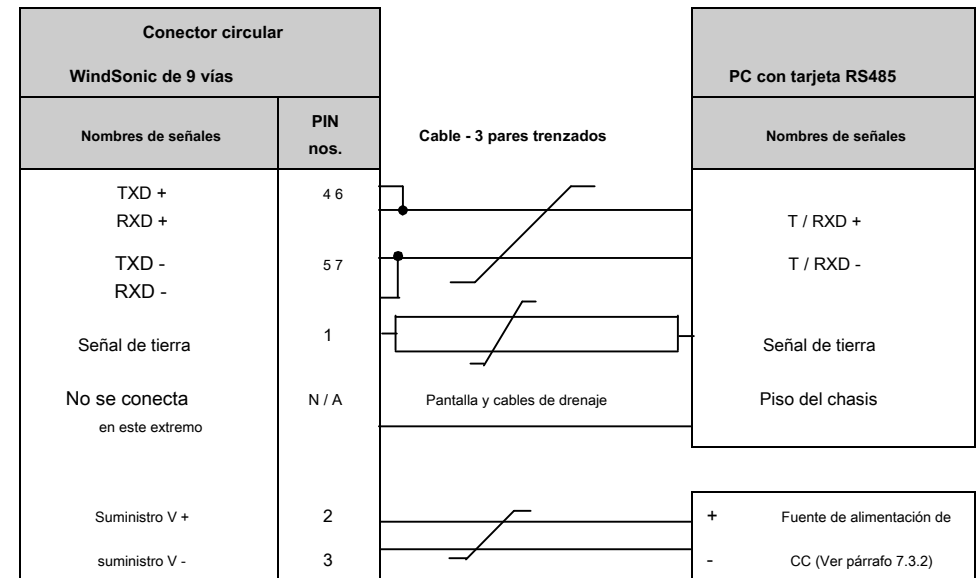 Conector circular
WindSonic de 9 vías
PC con tarjeta RS485
Nombres de señales
PIN
nos.
Cable - 3 pares trenzados
Nombres de señales
TXD +
4 6
RXD +
T / RXD +
TXD -
5 7
T / RXD -
RXD -
Señal de tierra
1
Señal de tierra
No se conecta
en este extremo
N / A
Pantalla y cables de drenaje
Piso del chasis
Suministro V +
2
+ Fuente de alimentación de
suministro V -
3
- CC (Ver párrafo 7.3.2)